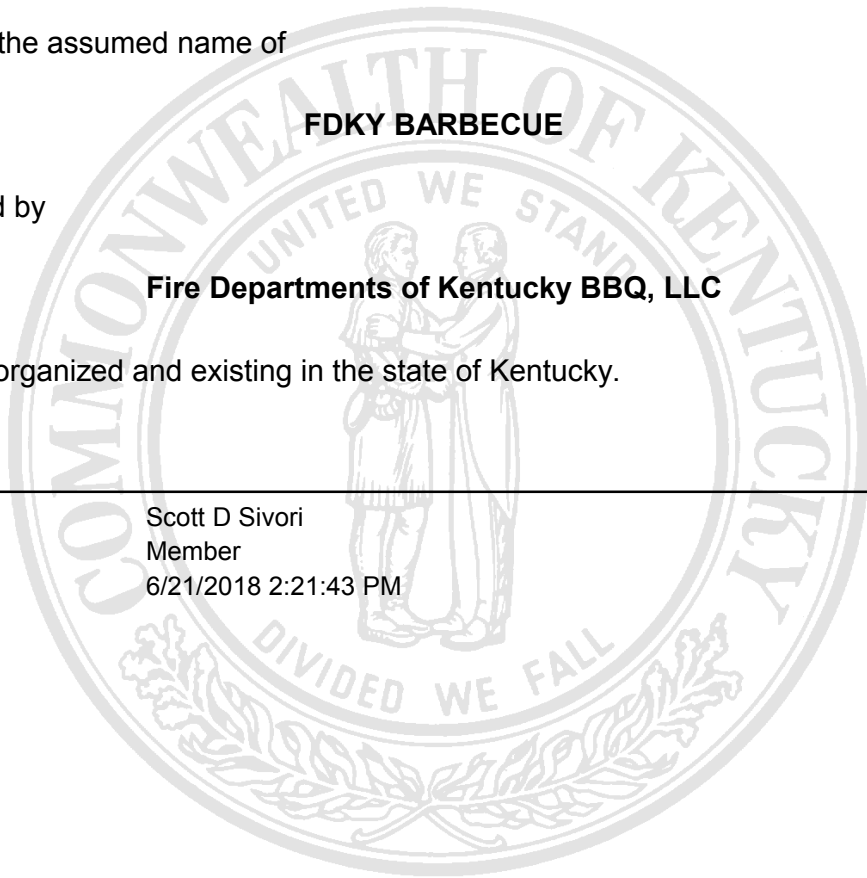 the assumed name of
FDKY BARBECUE
d by
Fire Departments of Kentucky BBQ, LLC
organized and existing in the state of Kentucky.
Scott D Sivori
Member
6/21/2018 2:21:43 PM
COMMONWEALTH OF KENTUCKY
UNITED WE STAND
DIVIDED WE FALL